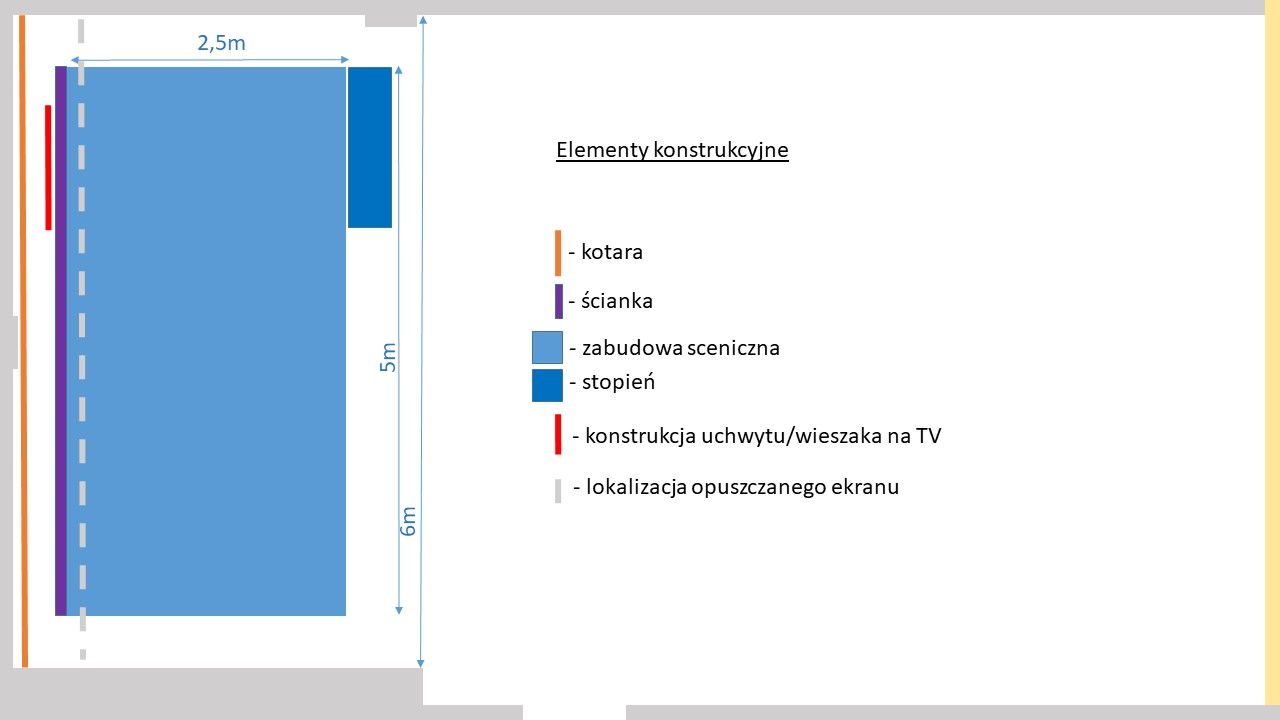 2,5m
Elementy konstrukcyjne
- kotara
- ścianka
- zabudowa sceniczna
5m
- stopień
- konstrukcja uchwytu/wieszaka na TV
- lokalizacja opuszczanego ekranu
6m